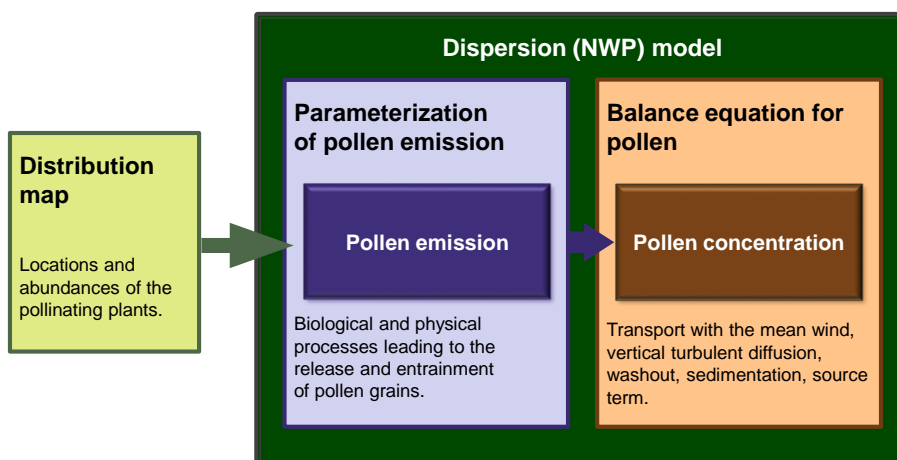 Dispersion (NWP) model
Distribution
map
Locations and
abundances of the
pollinating plants.
Parameterization
of pollen emission
Pollen emission
Biological and physical
processes leading to the
release and entrainment
of pollen grains.
Balance equation for
pollen
Pollen concentration
Transport with the mean wind,
vertical turbulent diffusion,
washout, sedimentation, source
term.